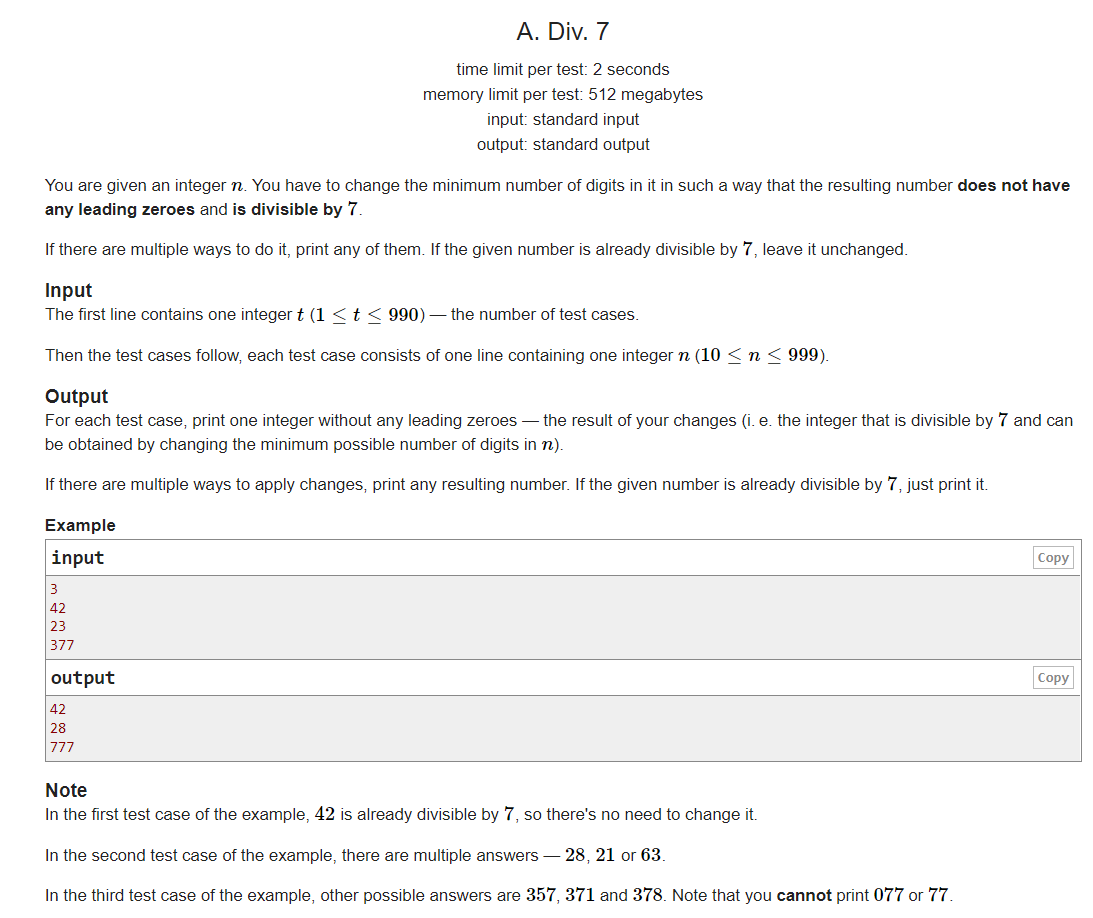 A. Div. 7
time limit per test: 2 seconds
memory limit per test: 512 megabytes
input: standard input
output: standard output
You are given an integer n. You have to change the minimum number of digits in it in such a way that the resulting number does not have
any leading zeroes and is divisible by 7.
If there are multiple ways to do it, print any of them. If the given number is already divisible by 7, leave it unchanged.
Input
The first line contains one integer t (1 ≤ t ≤ 990) — the number of test cases.
Then the test cases follow, each test case consists of one line containing one integer n (10 ≤ n ≤ 999).
Output
For each test case, print one integer without any leading zeroes — the result of your changes (i. e. the integer that is divisible by 7 and can
be obtained by changing the minimum possible number of digits in n).
If there are multiple ways to apply changes, print any resulting number. If the given number is already divisible by 7, just print it.
Example
input Copy
3
42
23
377
output Copy
42
28
777
Note
In the first test case of the example, 42 is already divisible by 7, so there's no need to change it.
In the second test case of the example, there are multiple answers — 28, 21 or 63.
In the third test case of the example, other possible answers are 357, 371 and 378. Note that you cannot print 077 or 77.